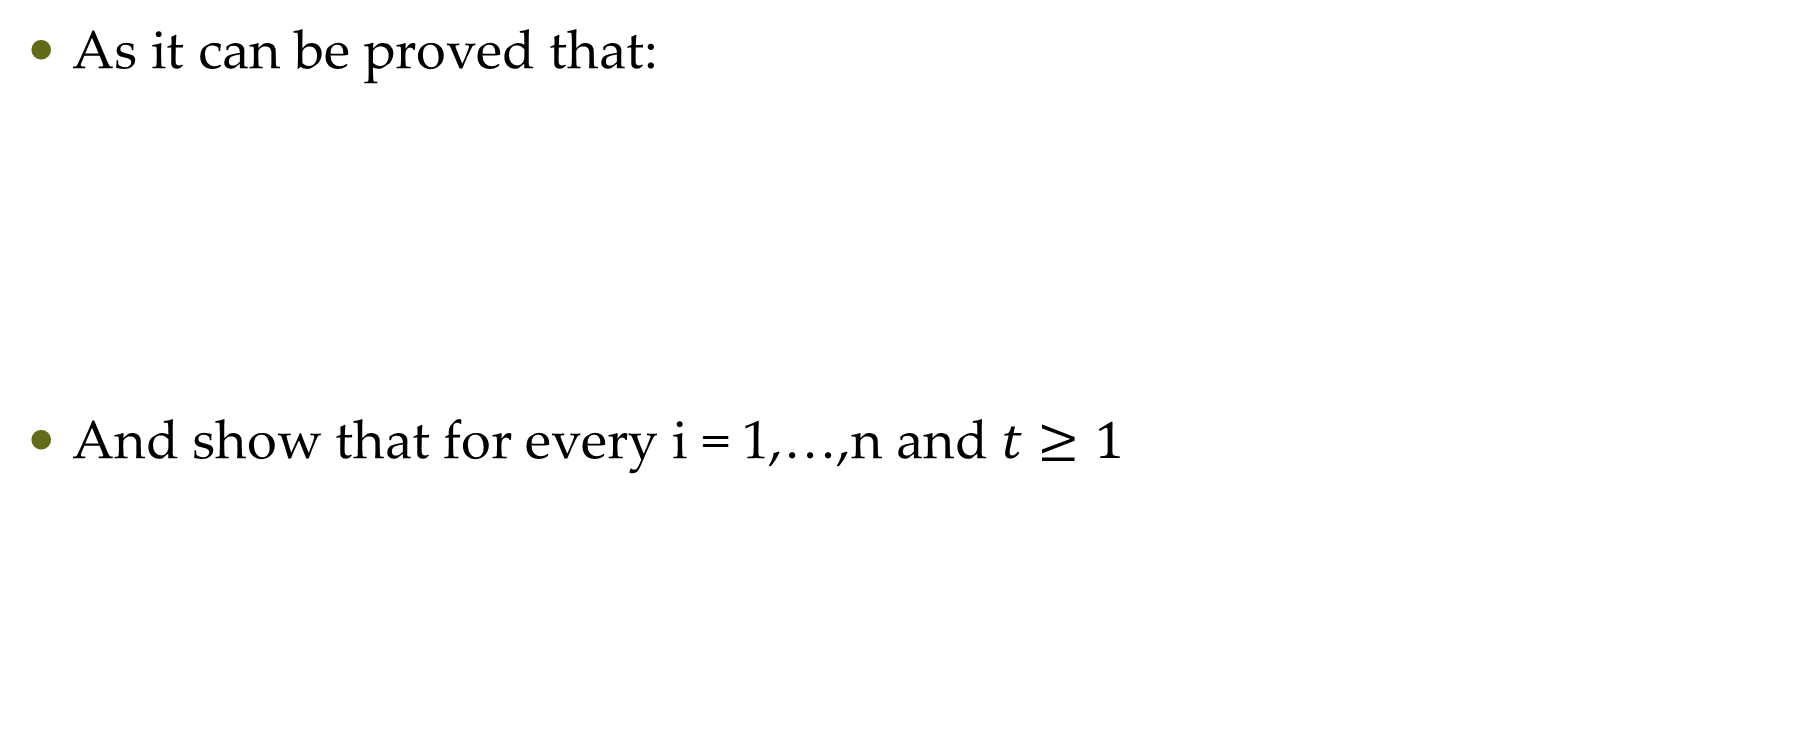 • As it can be proved that:
• And show that for every i = 1,…,n and t ≥ 1